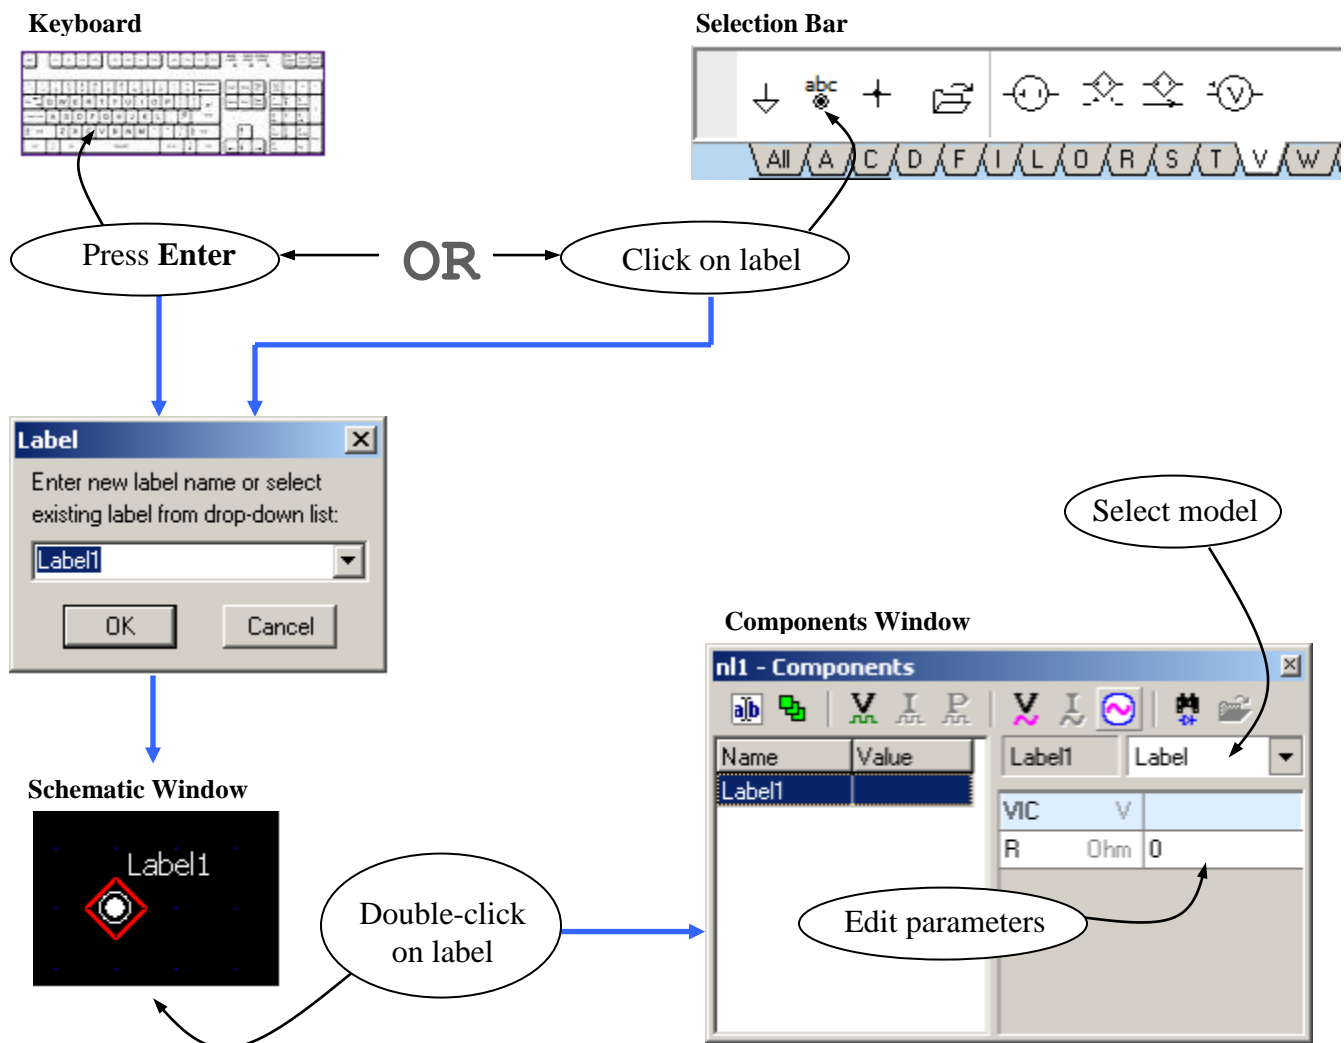 Keyboard
Selection Bar
abc
V
All A C D F I L O R S T V W
Press Enter
OR
Click on label
Label
Enter new label name or select
existing label from drop-down list:
Label1
OK Cancel
Select model
Components Window
nl1 - Components
ab V I P V I
Name Value Label1 Label
Label1
VIC V
R Ohm 0
Schematic Window
Label1
Double-click
on label
Edit parameters